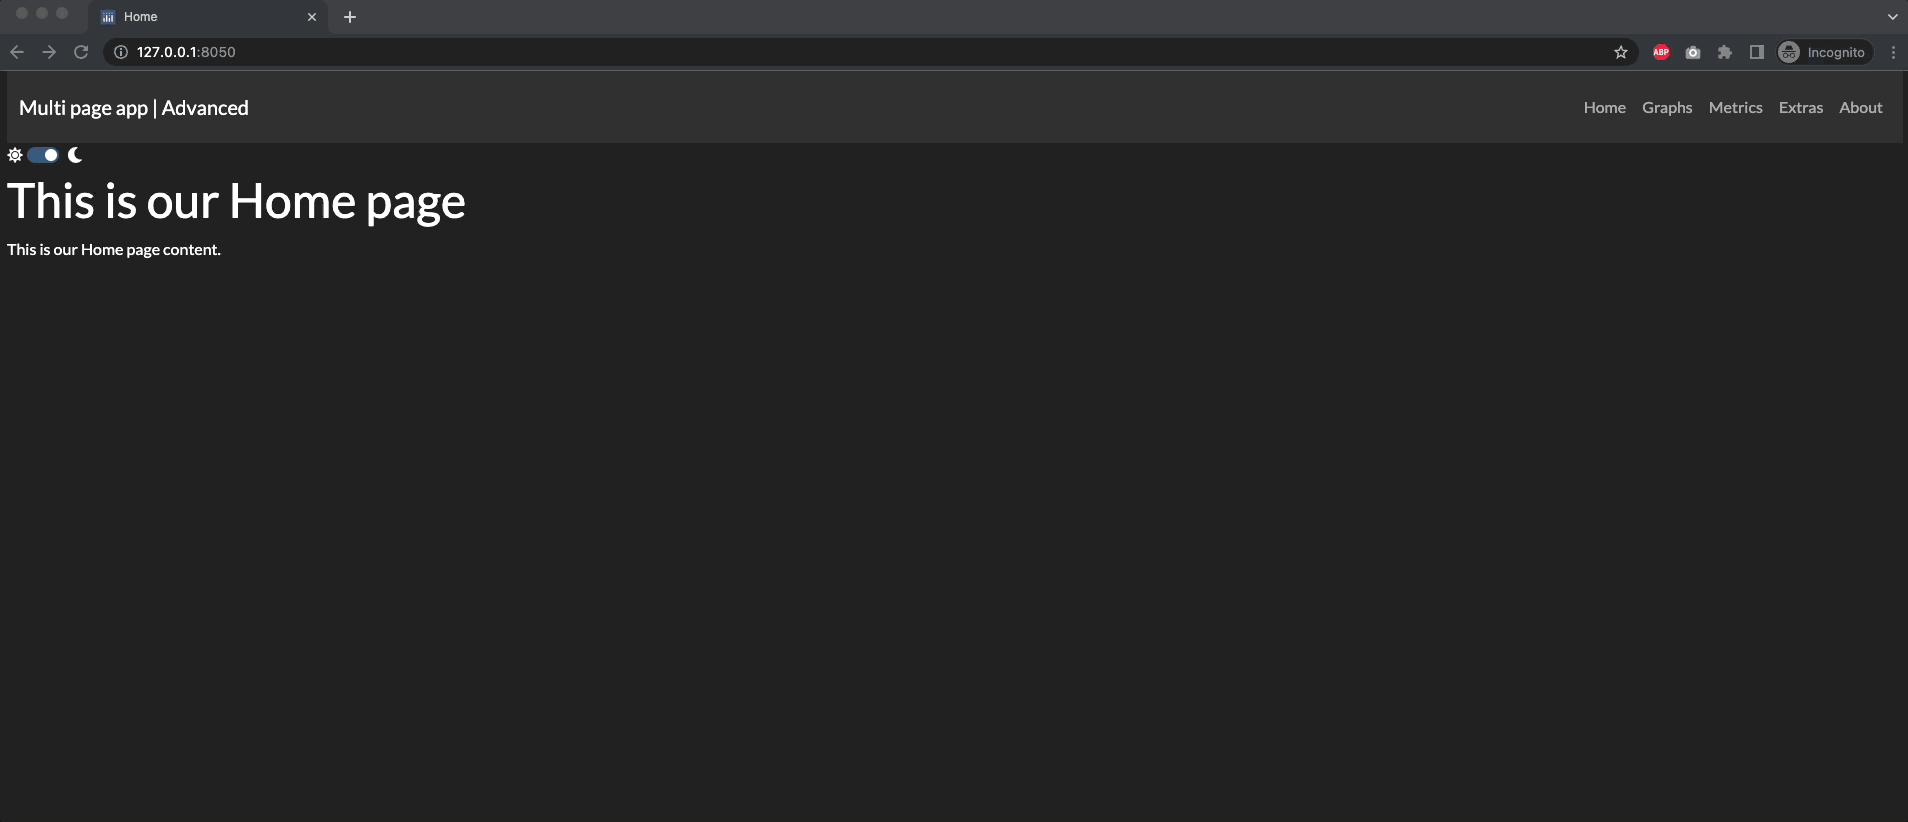 Home
127.0.0.1:8050
ABP
Incognito
Multi page app | Advanced
Home Graphs Metrics Extras About
This is our Home page
This is our Home page content.